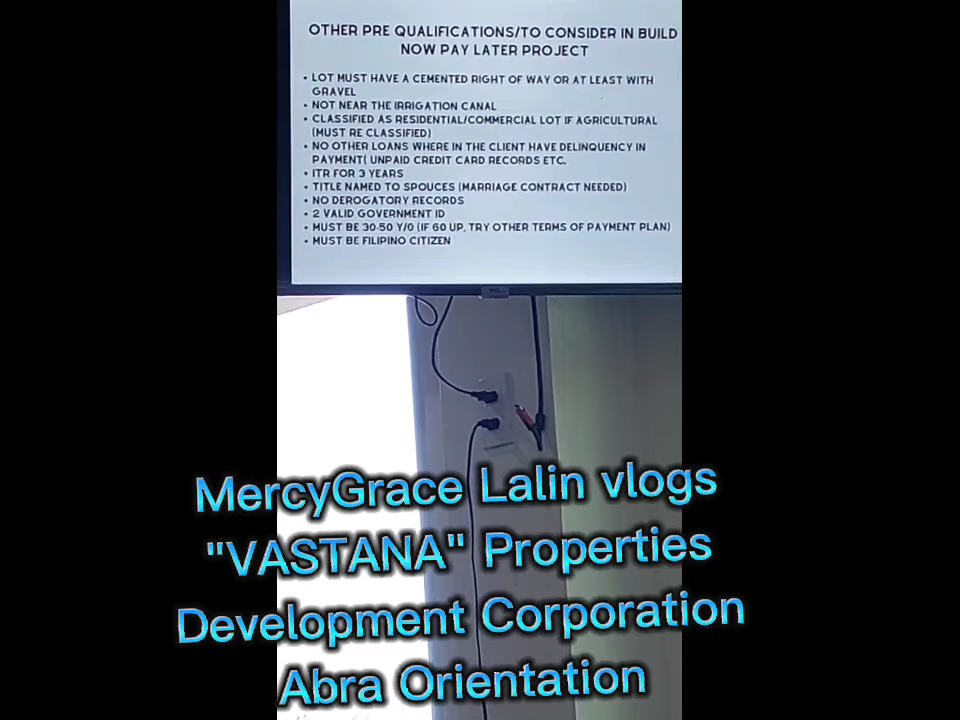 OTHER PRE QUALIFICATIONS/TO CONSIDER IN BUILD
NOW PAY LATER PROJECT
• LOT MUST HAVE A CEMENTED RIGHT OF WAY OR AT LEAST WITH
GRAVEL
• NOT NEAR THE IRRIGATION CANAL
• CLASSIFIED AS RESIDENTIAL/COMMERCIAL LOT IF AGRICULTURAL
(MUST RE CLASSIFIED)
• NO OTHER LOANS WHERE IN THE CLIENT HAVE DELINQUENCY IN
PAYMENT( UNPAID CREDIT CARD RECORDS ETC.
• ITR FOR 3 YEARS
• TITLE NAMED TO SPOUCES (MARRIAGE CONTRACT NEEDED)
• NO DEROGATORY RECORDS
• 2 VALID GOVERNMENT ID
• MUST BE 30-50 Y/O (IF 60 UP, TRY OTHER TERMS OF PAYMENT PLAN)
• MUST BE FILIPINO CITIZEN
MercyGrace Lalin vlogs
"VASTANA" Properties
Development Corporation
Abra Orientation